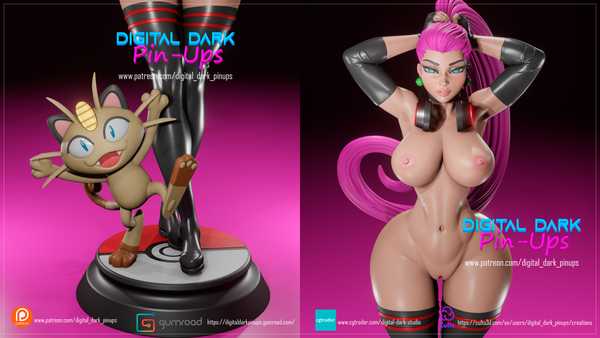 DIGITAL DARK
Pin-Ups
www.patreon.com/digital_dark_pinups
DIGITAL DARK
Pin-Ups
www.patreon.com/digital_dark_pinups
www.patreon.com/digital_dark_pinups
gumroad
https://digitaldarkpinups.gumroad.com/
cgtrader
www.cgtrader.com/digital-dark-studio
https://cults3d.com/en/users/digital_dark_pinups/creations